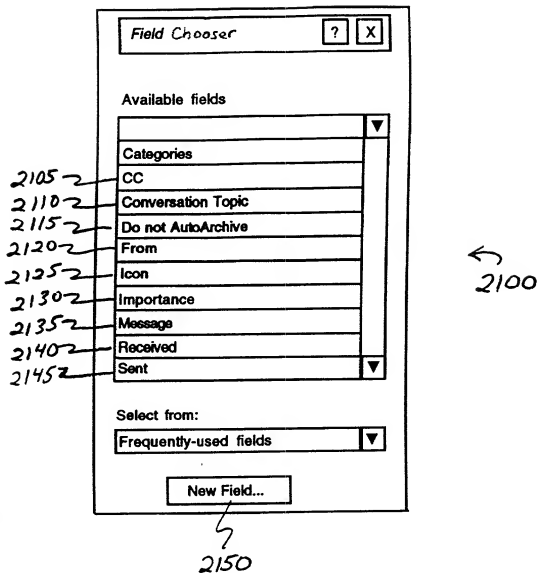 Field Chooser ? X
Available fields
Categories
2105 CC
2110 Conversation Topic
2115 Do not AutoArchive
2120 From
2125 Icon
2100
2130 Importance
2135 Message
2140 Received
2145 Sent
Select from:
Frequently-used fields
New Field...
2150